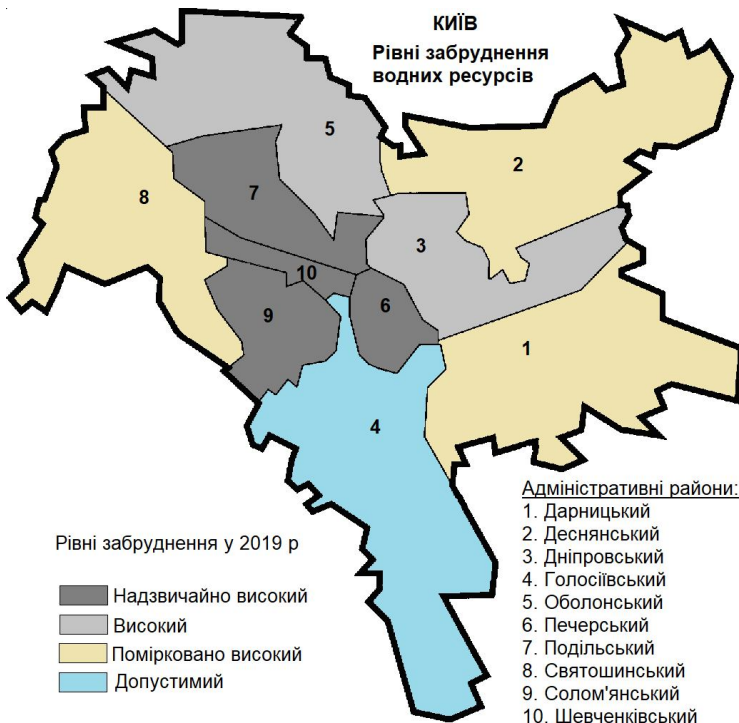 КИЇВ
Рівні забруднення
водних ресурсів
5
2
7
8
3
10
6
9
1
4
Рівні забруднення у 2019 р
Надзвичайно високий
Високий
Помірковано високий
Допустимий
Адміністративні райони:
1. Дарницький
2. Деснянський
3. Дніпровський
4. Голосіївський
5. Оболонський
6. Печерський
7. Подільський
8. Святошинський
9. Солом'янський
10. Шевченківський